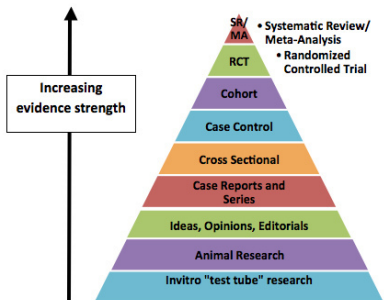 SR/
MA
• Systematic Review/
Meta-Analysis
RCT
• Randomized
Controlled Trial
Increasing
evidence strength
Cohort
Case Control
Cross Sectional
Case Reports and
Series
Ideas, Opinions, Editorials
Animal Research
Invitro "test tube" research